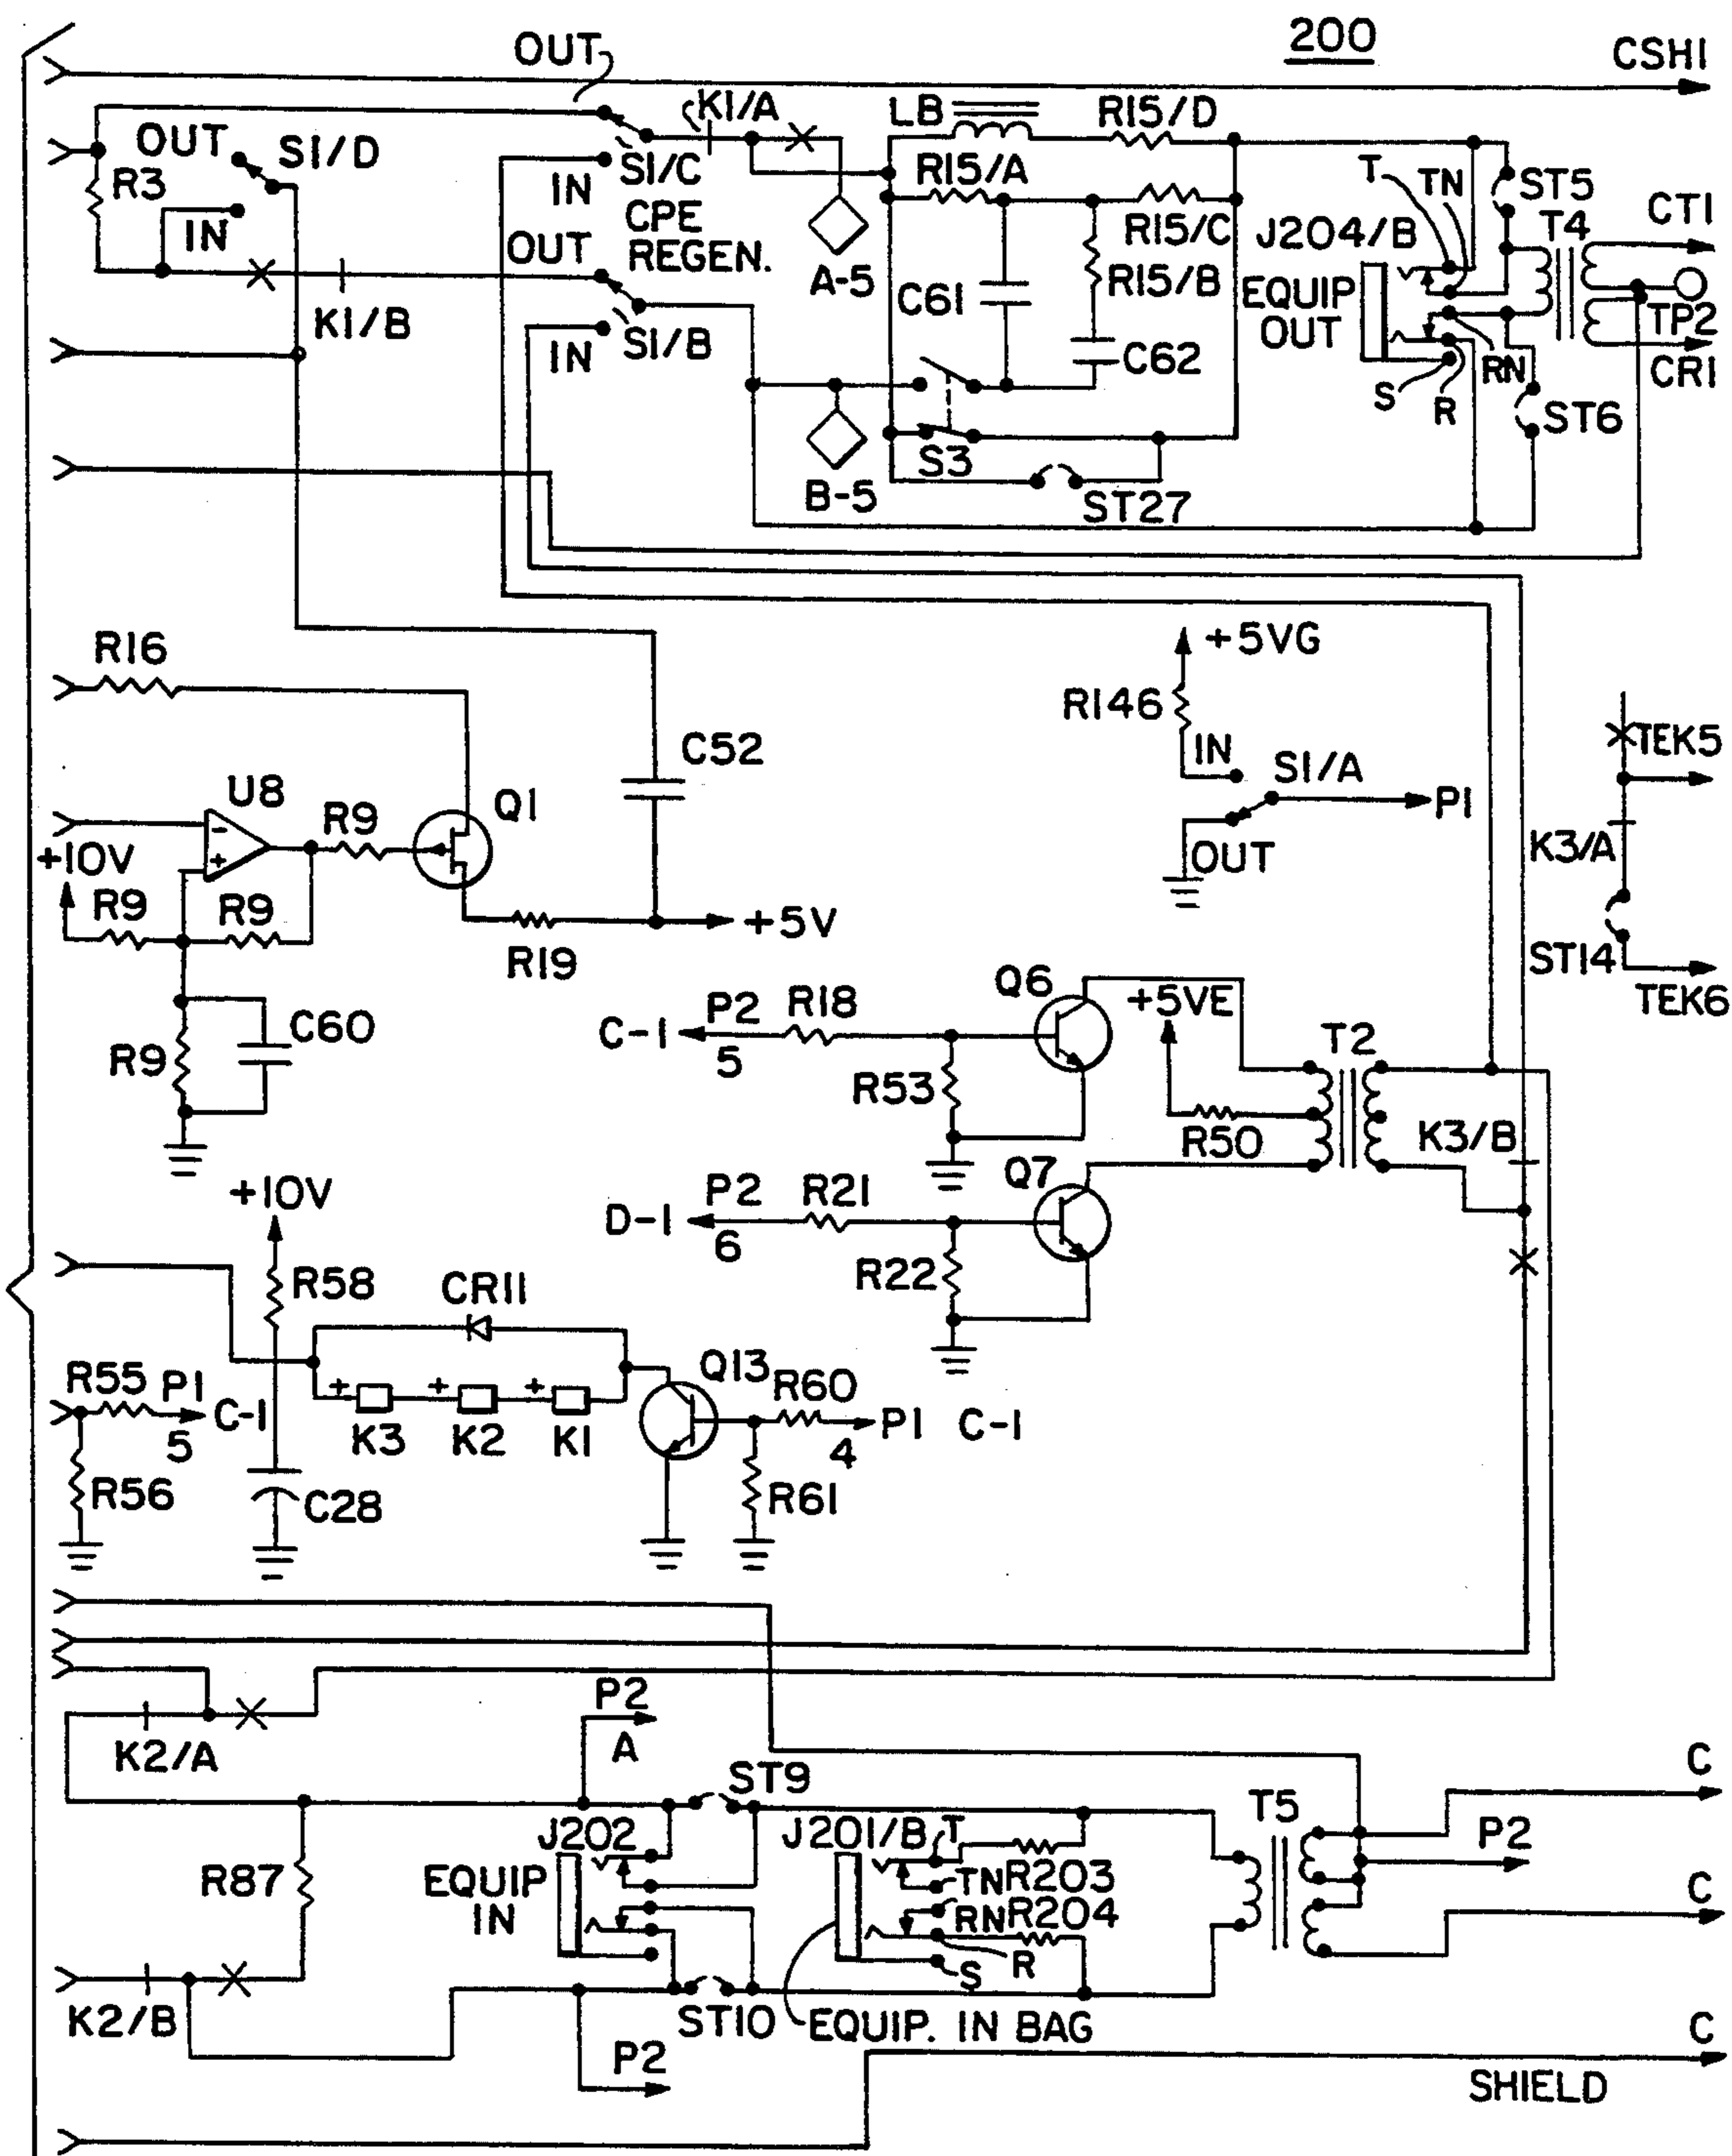 200
OUT
CSH1
K1/A
LB
R15/D
OUT
S1/D
R3
IN
S1/C
IN
CPE
REGEN.
R15/A
T
TN
ST5
CT1
T4
IN
OUT
A-5
R15/C
R15/B
J204/B
EQUIP
OUT
C61
K1/B
IN
S1/B
C62
TP2
CR1
RN
S
R
ST6
S3
B-5
ST27
R16
+5VG
R146
IN
S1/A
P1
OUT
TEK5
K3/A
ST14
TEK6
C52
U8
-
+
R9
Q1
+10V
R9
R9
+5V
R19
C60
R9
C-1
P2
5
R18
Q6
+5VE
T2
R53
R50
K3/B
D-1
P2
6
R21
Q7
R22
+10V
R58
CR11
Q13
R60
P1
4
C-1
R55
P1
5
C-1
+
+
+
K3
K2
K1
R56
C28
R61
K2/A
P2
A
ST9
C
J202
J201/B
T
T5
P2
R87
EQUIP
IN
TN
R203
RN
R204
C
R
S
K2/B
ST10
EQUIP. IN BAG
P2
C
SHIELD